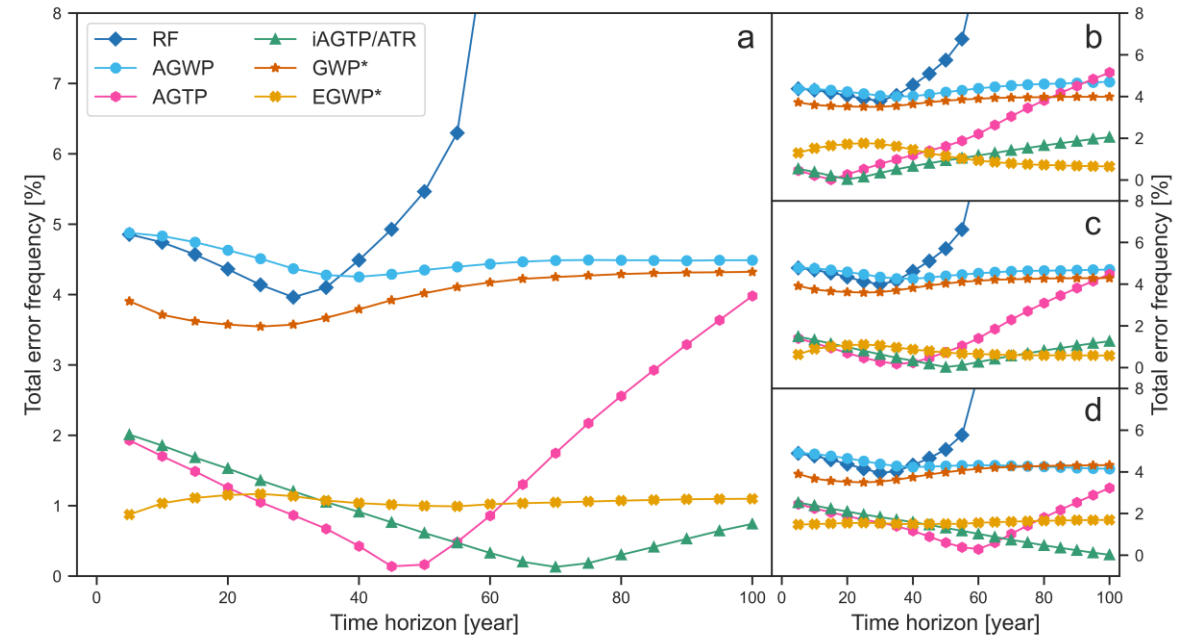 a
RF
AGWP
AGTP
iAGTP/ATR
GWP*
EGWP*
Total error frequency [%]
8
7
6
5
4
3
2
1
0
0 20 40 60 80 100
Time horizon [year]
b
8
6
4
2
0
c
8
6
4
2
0
d
8
6
4
2
0
0 20 40 60 80 100
Time horizon [year]
Total error frequency [%]